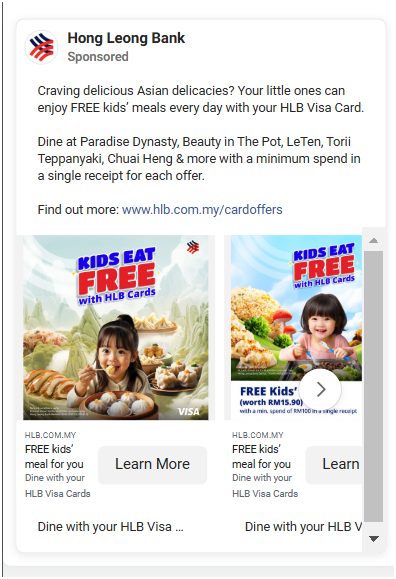 Hong Leong Bank
Sponsored
Craving delicious Asian delicacies? Your little ones can
enjoy FREE kids' meals every day with your HLB Visa Card.
Dine at Paradise Dynasty, Beauty in The Pot, LeTen, Torii
Teppanyaki, Chuai Heng & more with a minimum spend in
a single receipt for each offer.
Find out more: www.hlb.com.my/cardoffers
KIDS EAT
FREE
with HLB Cards
VISA
KIDS EAT
FREE
with HLB Cards
FREE Kids'
(worth RM15.90)
with a min. spend of RM100 in a single receipt
HLB.COM.MY
FREE kids'
meal for you
Dine with your
HLB Visa Cards
Learn More
HLB.COM.MY
FREE kids'
meal for you
Dine with your
HLB Visa Cards
Learn
Dine with your HLB Visa ...
Dine with your HLB V